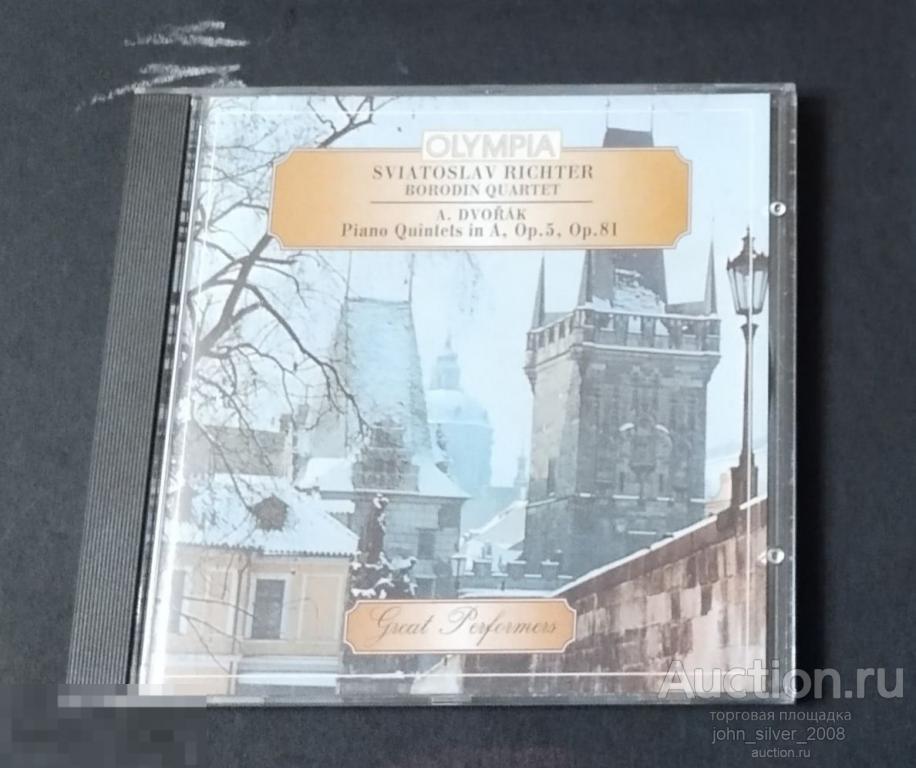 OLYMPIA
SVIATOSLAV RICHTER
BORODIN QUARTET
A. DVOŘÁK
Piano Quintets in A, Op.5, Op.81
Great Performers
Auction.ru
торговая площадка
john_silver_2008
auction.ru